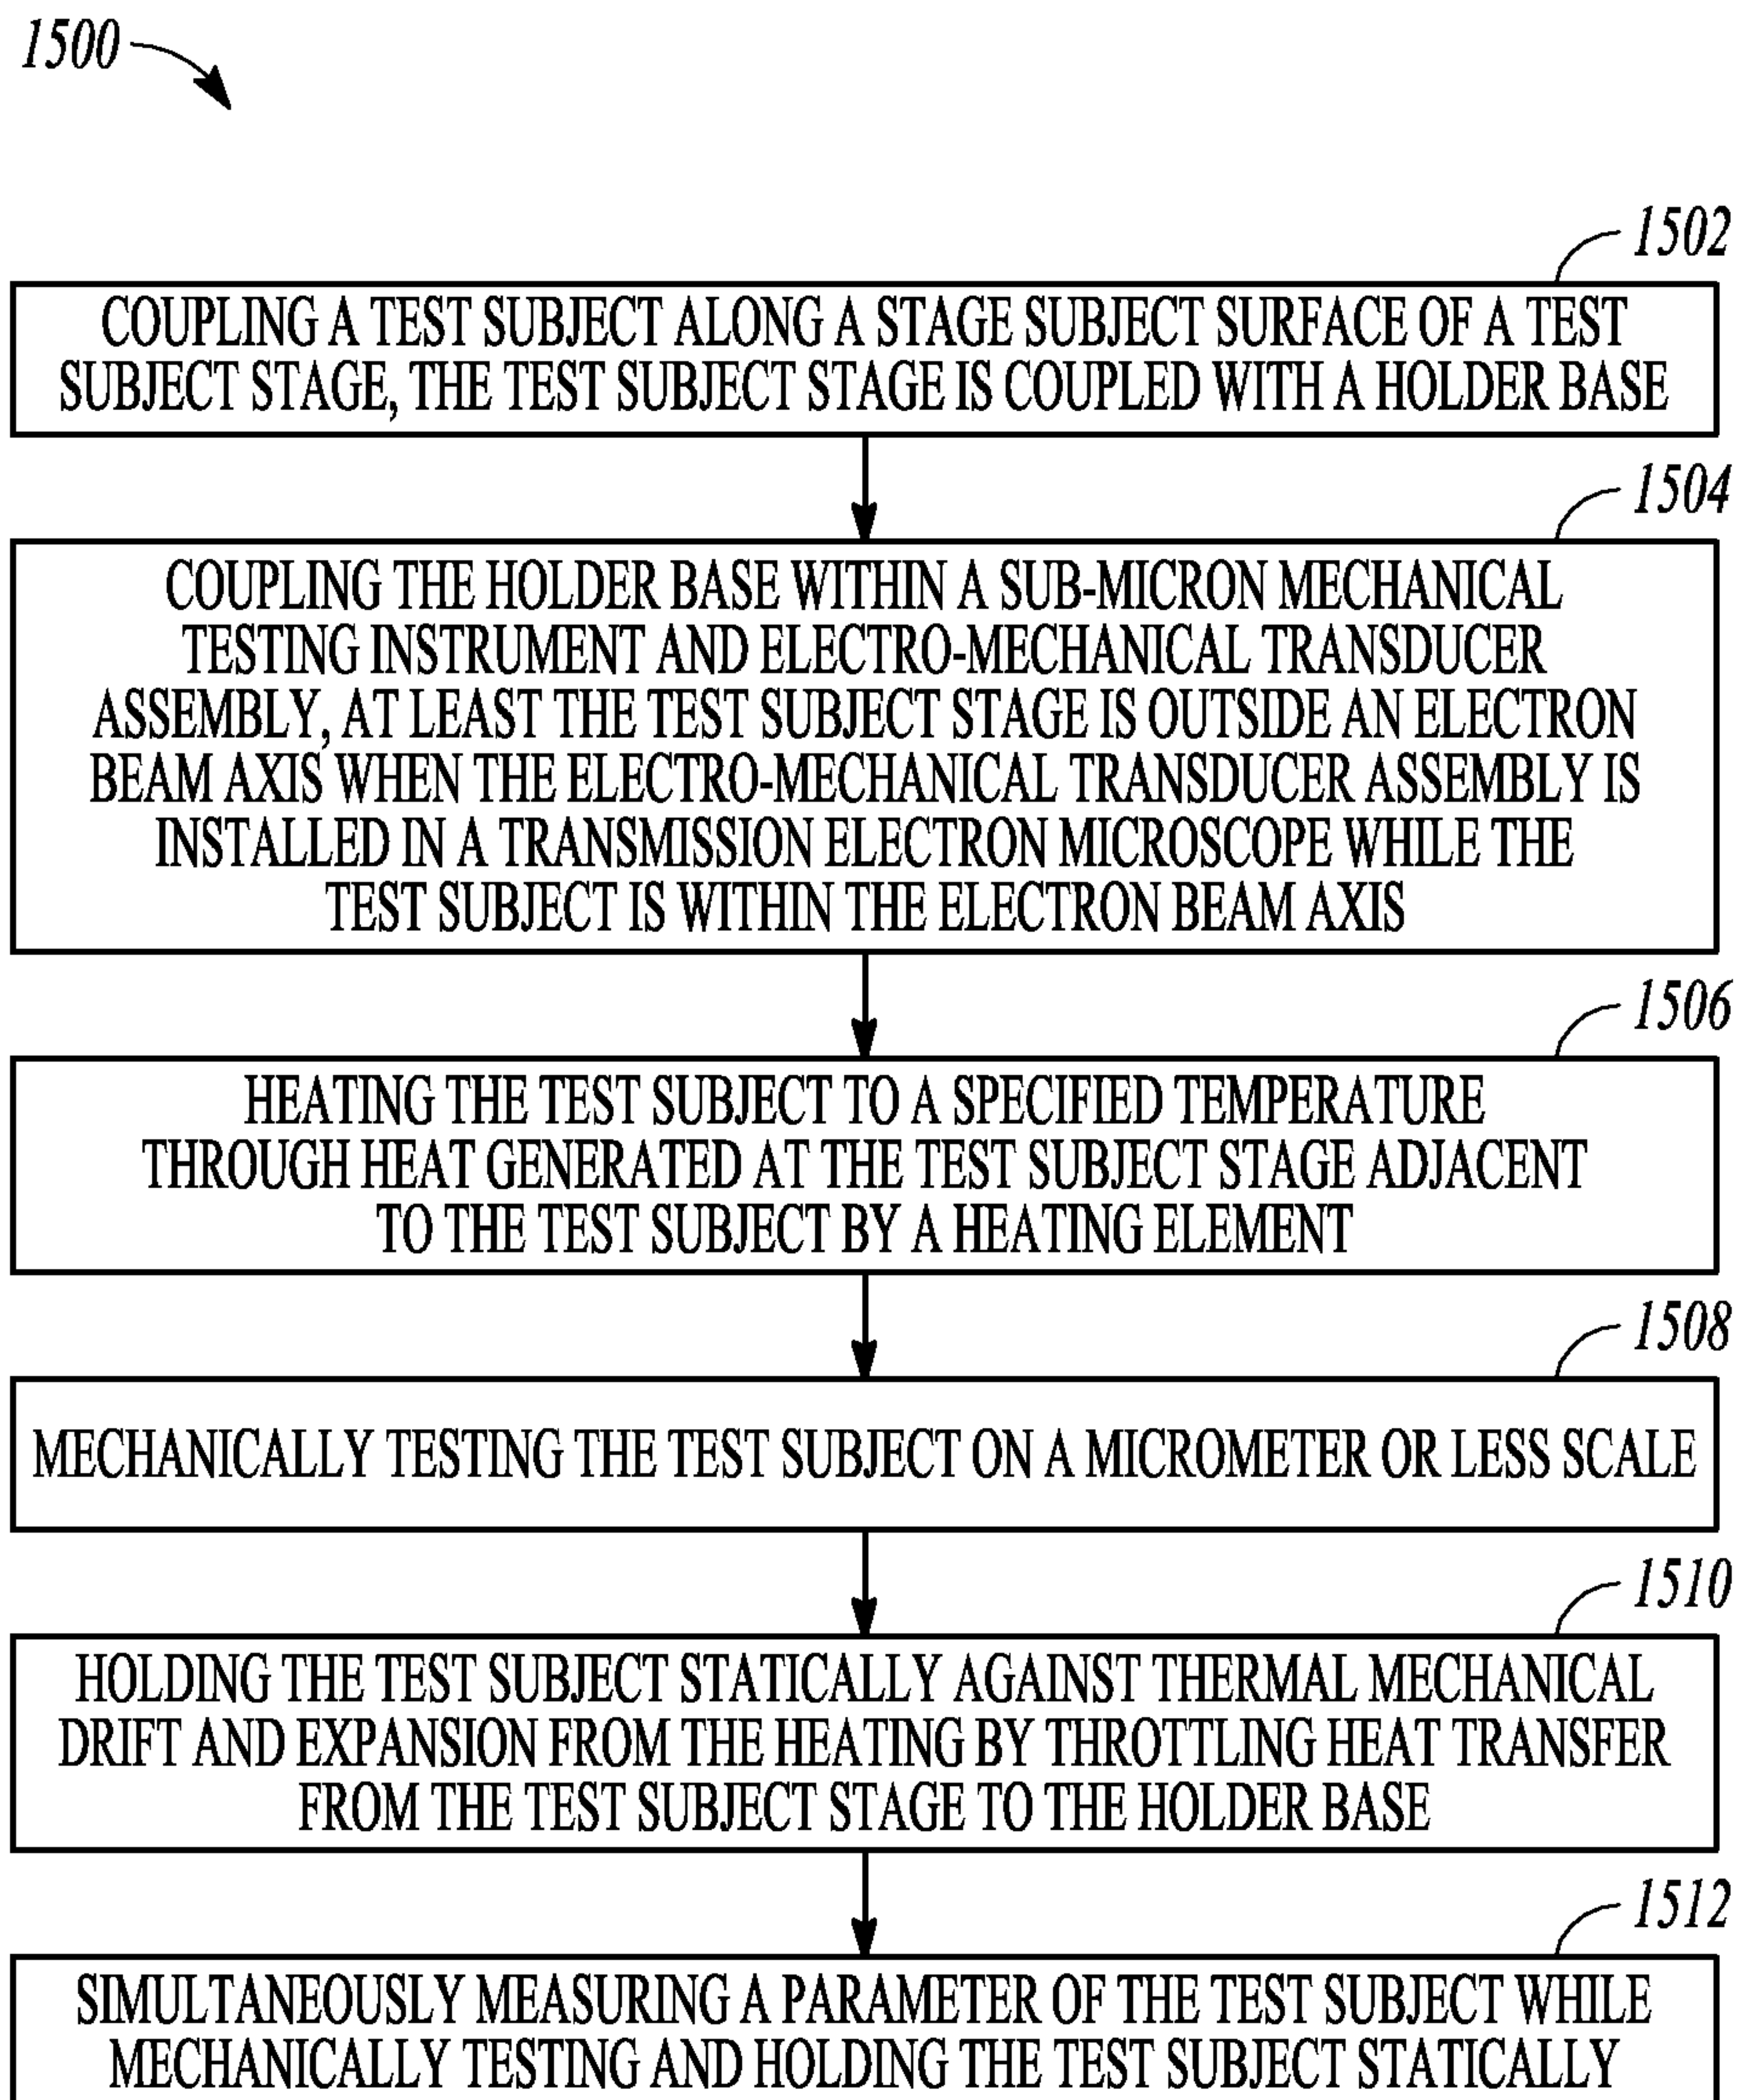 1500
1502
COUPLING A TEST SUBJECT ALONG A STAGE SUBJECT SURFACE OF A TEST
SUBJECT STAGE, THE TEST SUBJECT STAGE IS COUPLED WITH A HOLDER BASE
1504
COUPLING THE HOLDER BASE WITHIN A SUB-MICRON MECHANICAL
TESTING INSTRUMENT AND ELECTRO-MECHANICAL TRANSDUCER
ASSEMBLY, AT LEAST THE TEST SUBJECT STAGE IS OUTSIDE AN ELECTRON
BEAM AXIS WHEN THE ELECTRO-MECHANICAL TRANSDUCER ASSEMBLY IS
INSTALLED IN A TRANSMISSION ELECTRON MICROSCOPE WHILE THE
TEST SUBJECT IS WITHIN THE ELECTRON BEAM AXIS
1506
HEATING THE TEST SUBJECT TO A SPECIFIED TEMPERATURE
THROUGH HEAT GENERATED AT THE TEST SUBJECT STAGE ADJACENT
TO THE TEST SUBJECT BY A HEATING ELEMENT
1508
MECHANICALLY TESTING THE TEST SUBJECT ON A MICROMETER OR LESS SCALE
1510
HOLDING THE TEST SUBJECT STATICALLY AGAINST THERMAL MECHANICAL
DRIFT AND EXPANSION FROM THE HEATING BY THROTTLING HEAT TRANSFER
FROM THE TEST SUBJECT STAGE TO THE HOLDER BASE
1512
SIMULTANEOUSLY MEASURING A PARAMETER OF THE TEST SUBJECT WHILE
MECHANICALLY TESTING AND HOLDING THE TEST SUBJECT STATICALLY